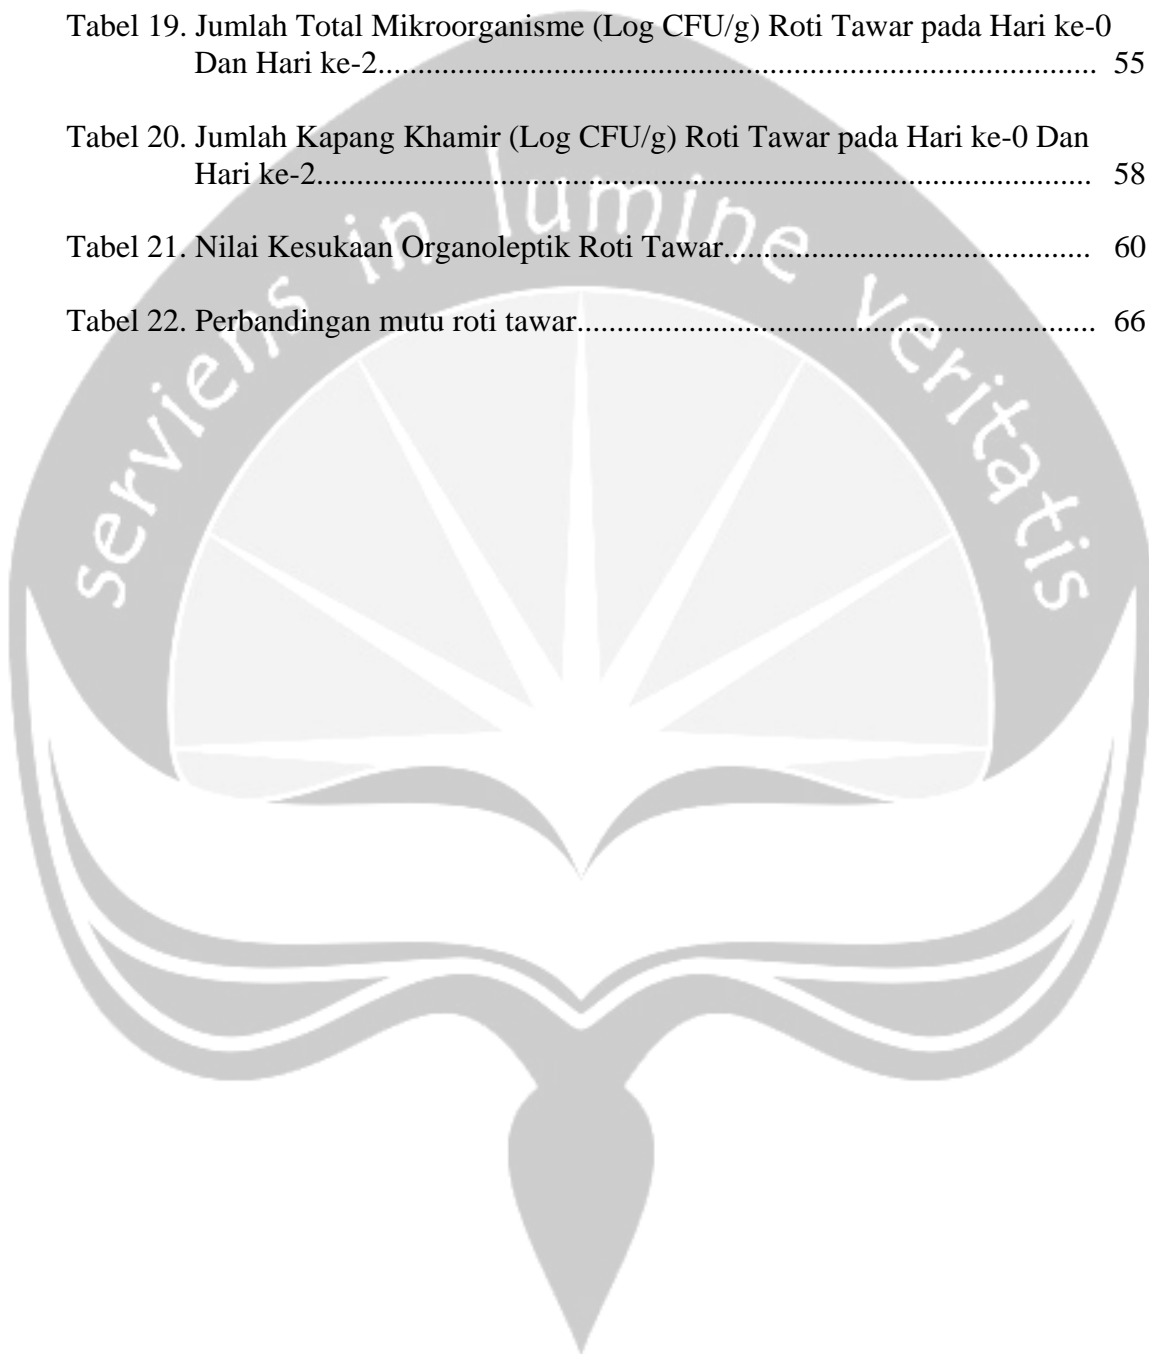 Tabel 19. Jumlah Total Mikroorganisme (Log CFU/g) Roti Tawar pada Hari ke-0
Dan Hari ke-2.......................................................................................... 55
Tabel 20. Jumlah Kapang Khamir (Log CFU/g) Roti Tawar pada Hari ke-0 Dan
Hari ke-2................................................................................................. 58
Tabel 21. Nilai Kesukaan Organoleptik Roti Tawar.............................................. 60
Tabel 22. Perbandingan mutu roti tawar................................................................. 66
serviens in lumine veritatis